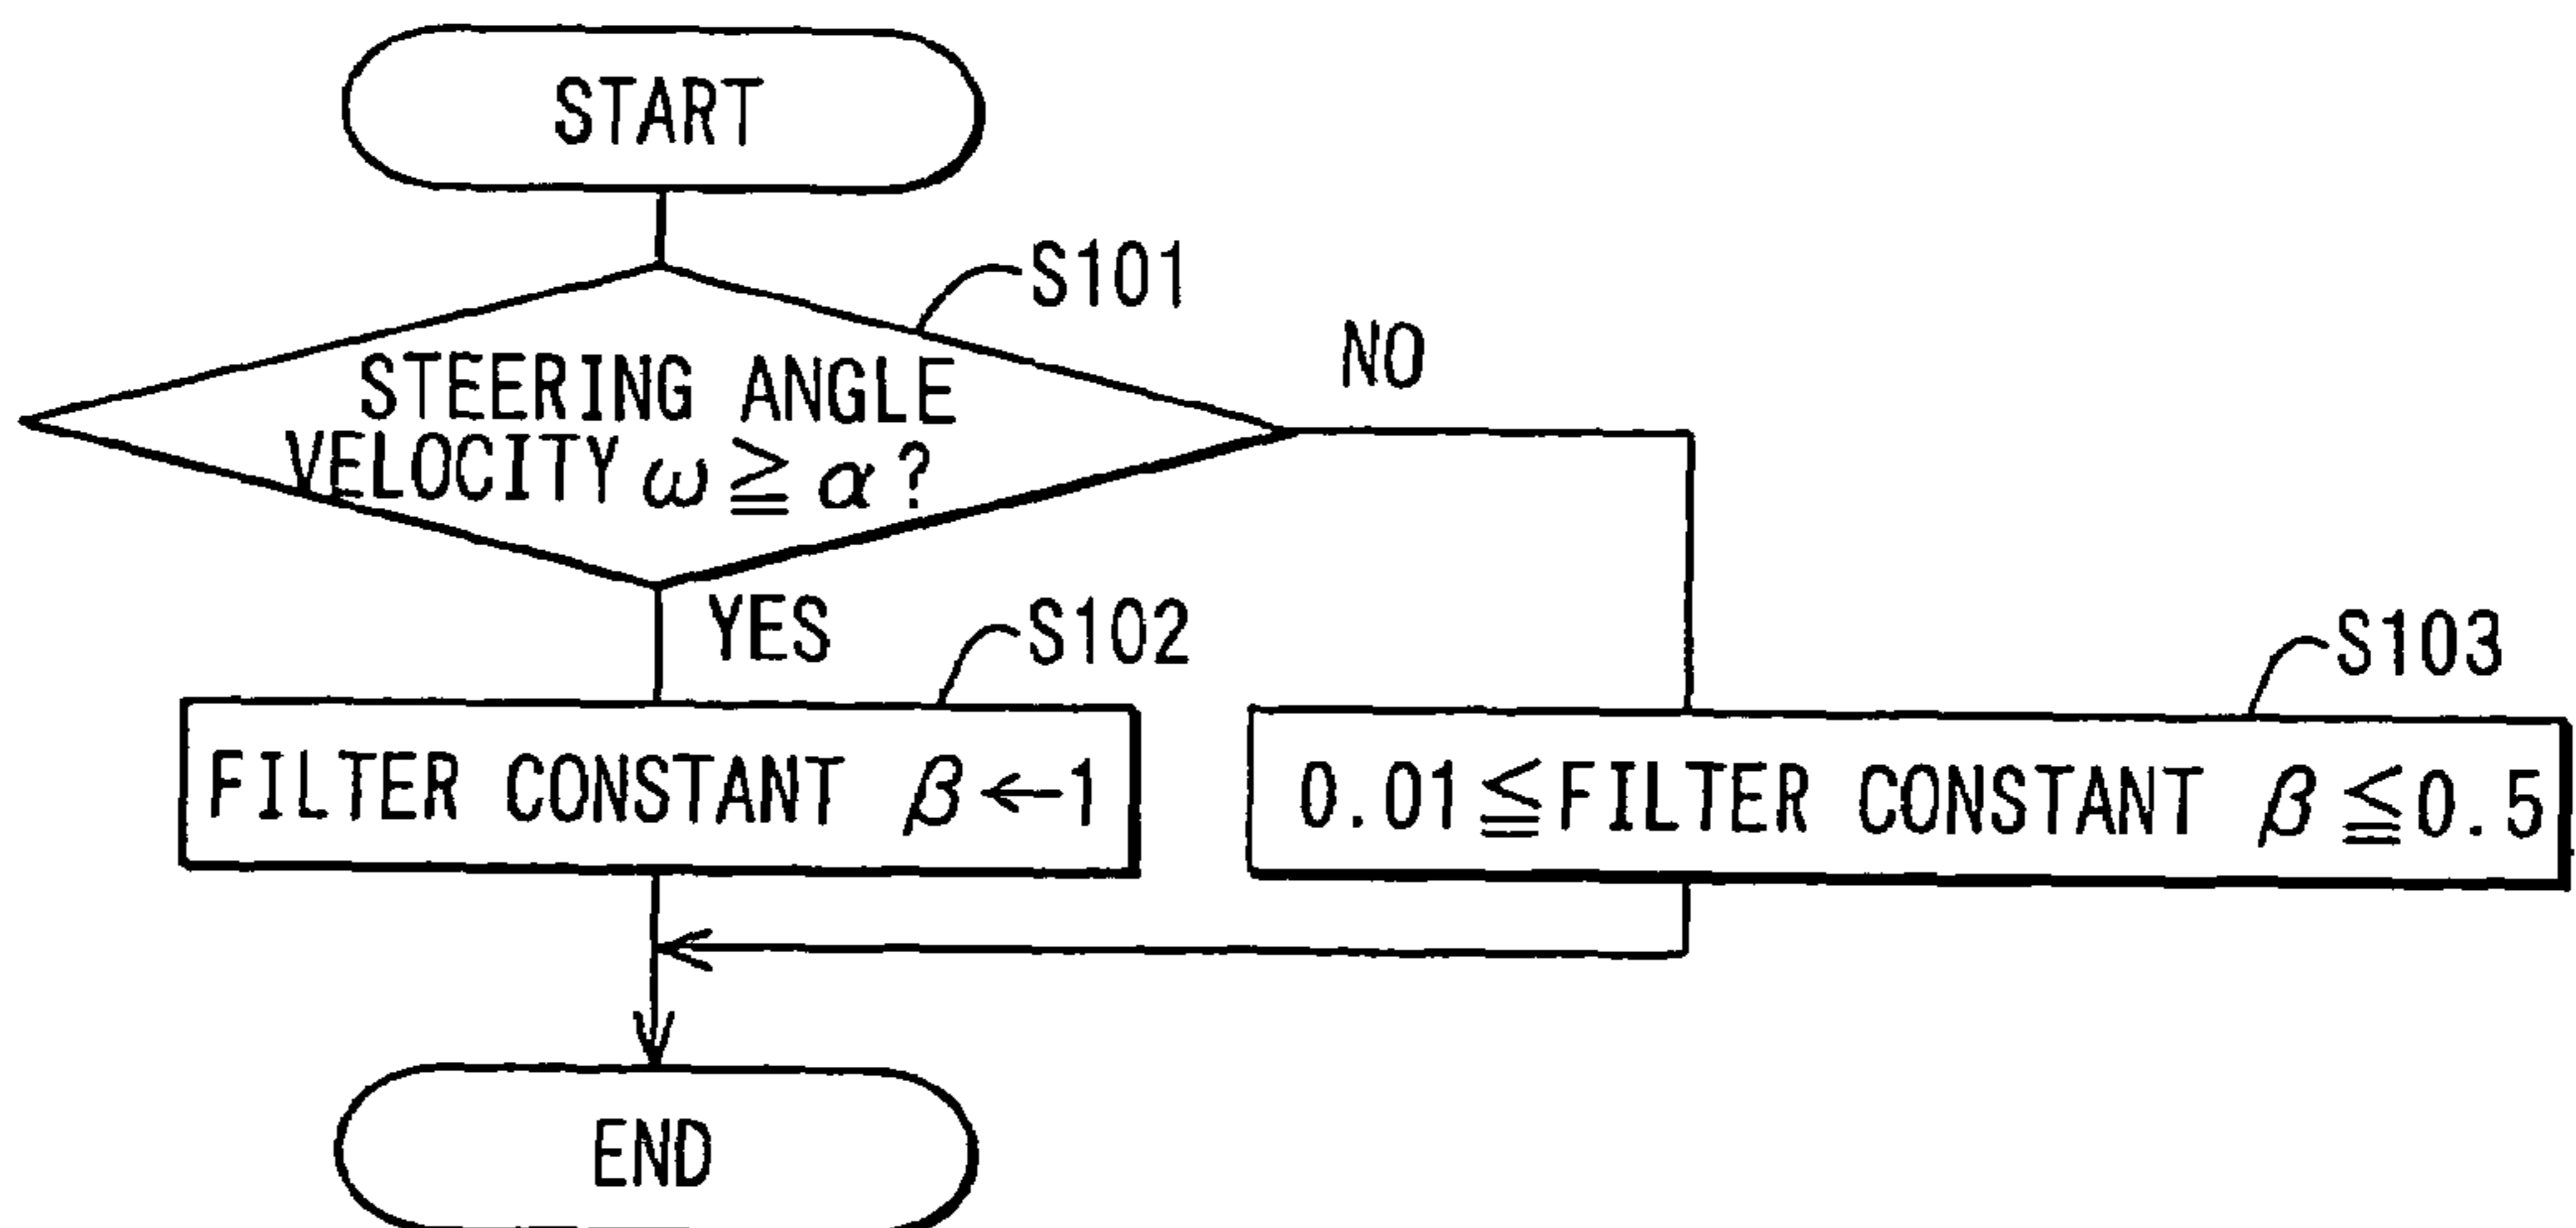 START
S101
STEERING ANGLE
VELOCITY ω ≧ α ?
NO
YES
S102
FILTER CONSTANT β ← 1
S103
0.01 ≦ FILTER CONSTANT β ≦ 0.5
END